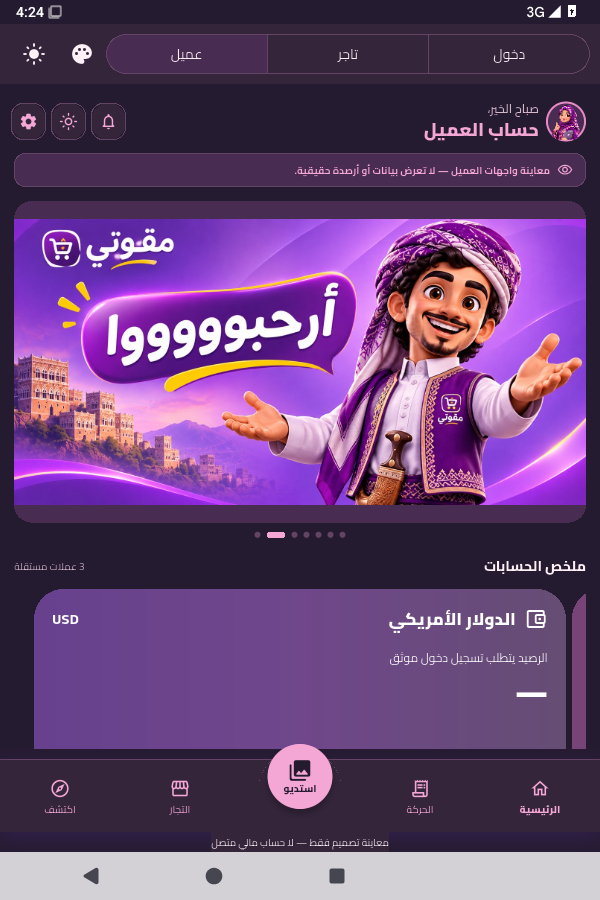 4:24
3G
دخول
تاجر
عميل
صباح الخير،
حساب العميل
معاينة واجهات العميل — لا تعرض بيانات أو أرصدة حقيقية.
مقوتي
أرحبوووووا
مقوتي
ملخص الحسابات
3 عملات مستقلة
الدولار الأمريكي
USD
الرصيد يتطلب تسجيل دخول موثق
—
الرئيسية
الحركة
استديو
التجار
اكتشف
معاينة تصميم فقط — لا حساب مالي متصل